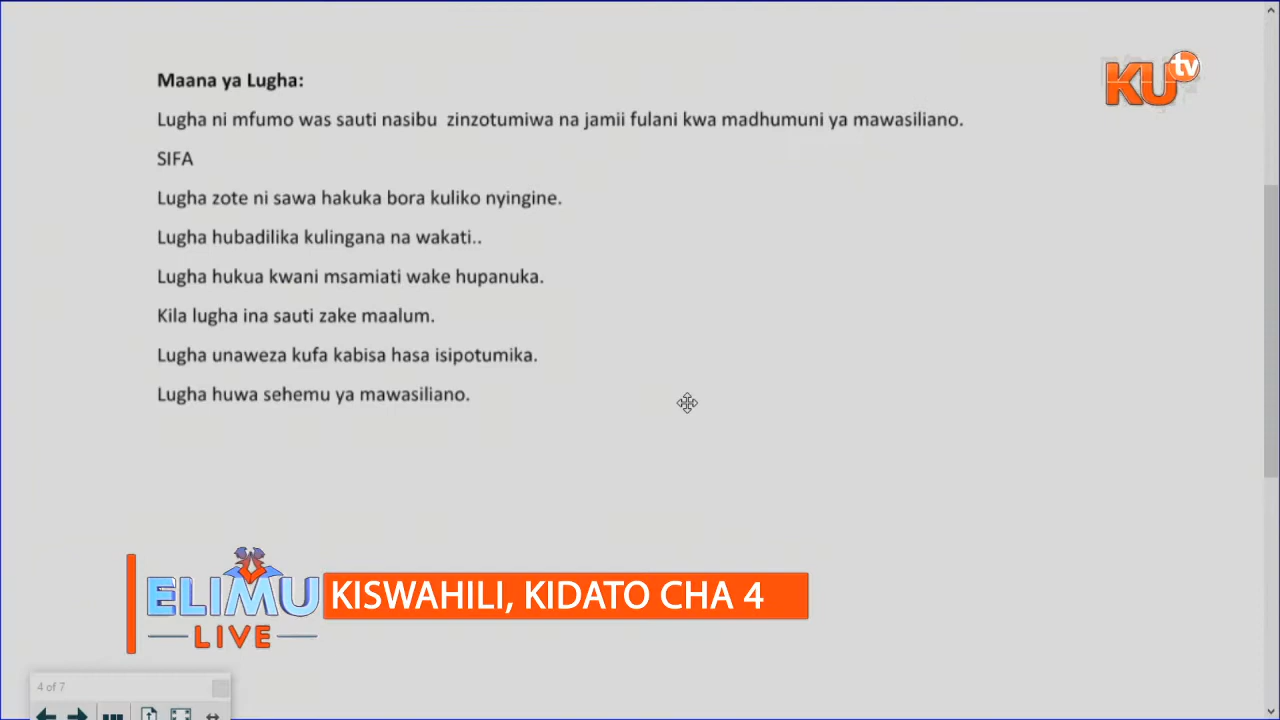 Maana ya Lugha:
KU tv
Lugha ni mfumo was sauti nasibu zinzotumiwa na jamii fulani kwa madhumuni ya mawasiliano.
SIFA
Lugha zote ni sawa hakuka bora kuliko nyingine.
Lugha hubadilika kulingana na wakati..
Lugha hukua kwani msamiati wake hupanuka.
Kila lugha ina sauti zake maalum.
Lugha unaweza kufa kabisa hasa isipotumika.
Lugha huwa sehemu ya mawasiliano.
ELIMU
LIVE
KISWAHILI, KIDATO CHA 4
4 of 7